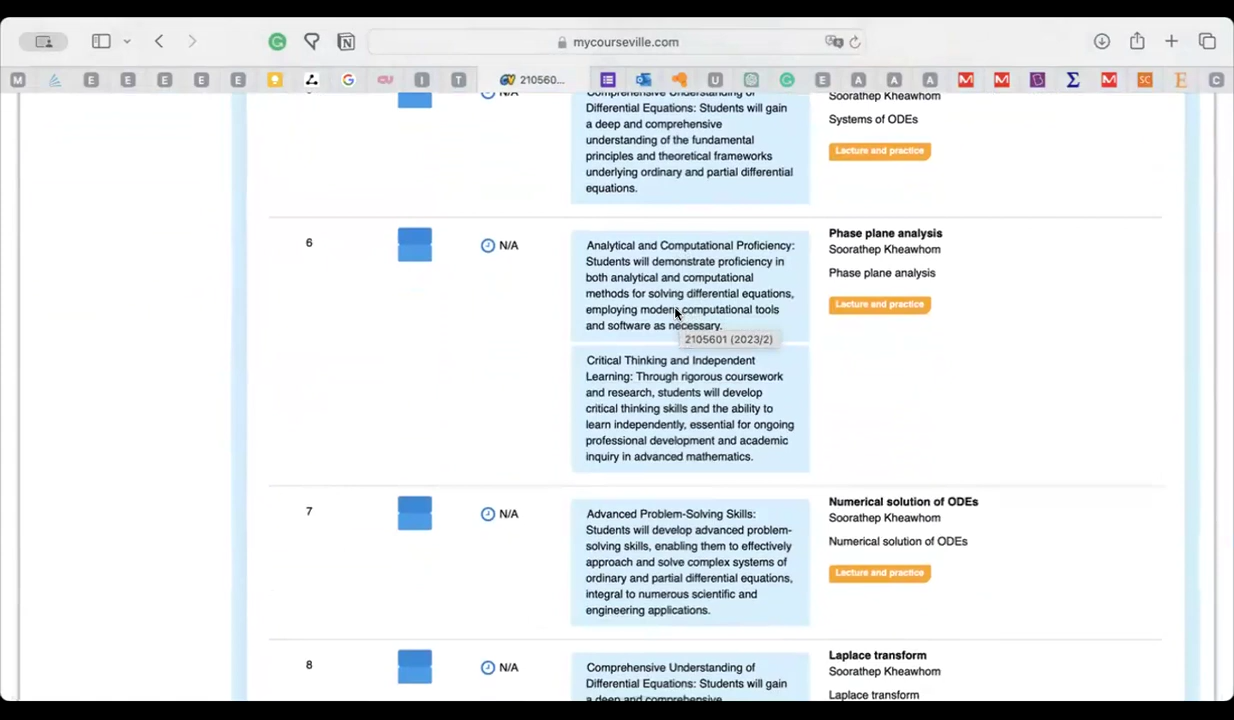 mycourseville.com
M
E
E
E
E
E
G
CU
I
T
210560...
U
E
A
A
A
M
M
Σ
M
SC
E
C
N/A
Comprehensive Understanding of
Differential Equations: Students will gain
a deep and comprehensive
understanding of the fundamental
principles and theoretical frameworks
underlying ordinary and partial differential
equations.
Soorathep Kheawhom
Systems of ODEs
Lecture and practice
6
N/A
Analytical and Computational Proficiency:
Students will demonstrate proficiency in
both analytical and computational
methods for solving differential equations,
employing modern computational tools
and software as necessary.
2105601 (2023/2)
Critical Thinking and Independent
Learning: Through rigorous coursework
and research, students will develop
critical thinking skills and the ability to
learn independently, essential for ongoing
professional development and academic
inquiry in advanced mathematics.
Phase plane analysis
Soorathep Kheawhom
Phase plane analysis
Lecture and practice
7
N/A
Advanced Problem-Solving Skills:
Students will develop advanced problem-
solving skills, enabling them to effectively
approach and solve complex systems of
ordinary and partial differential equations,
integral to numerous scientific and
engineering applications.
Numerical solution of ODEs
Soorathep Kheawhom
Numerical solution of ODEs
Lecture and practice
8
N/A
Comprehensive Understanding of
Differential Equations: Students will gain
a deep and comprehensive
Laplace transform
Soorathep Kheawhom
Laplace transform